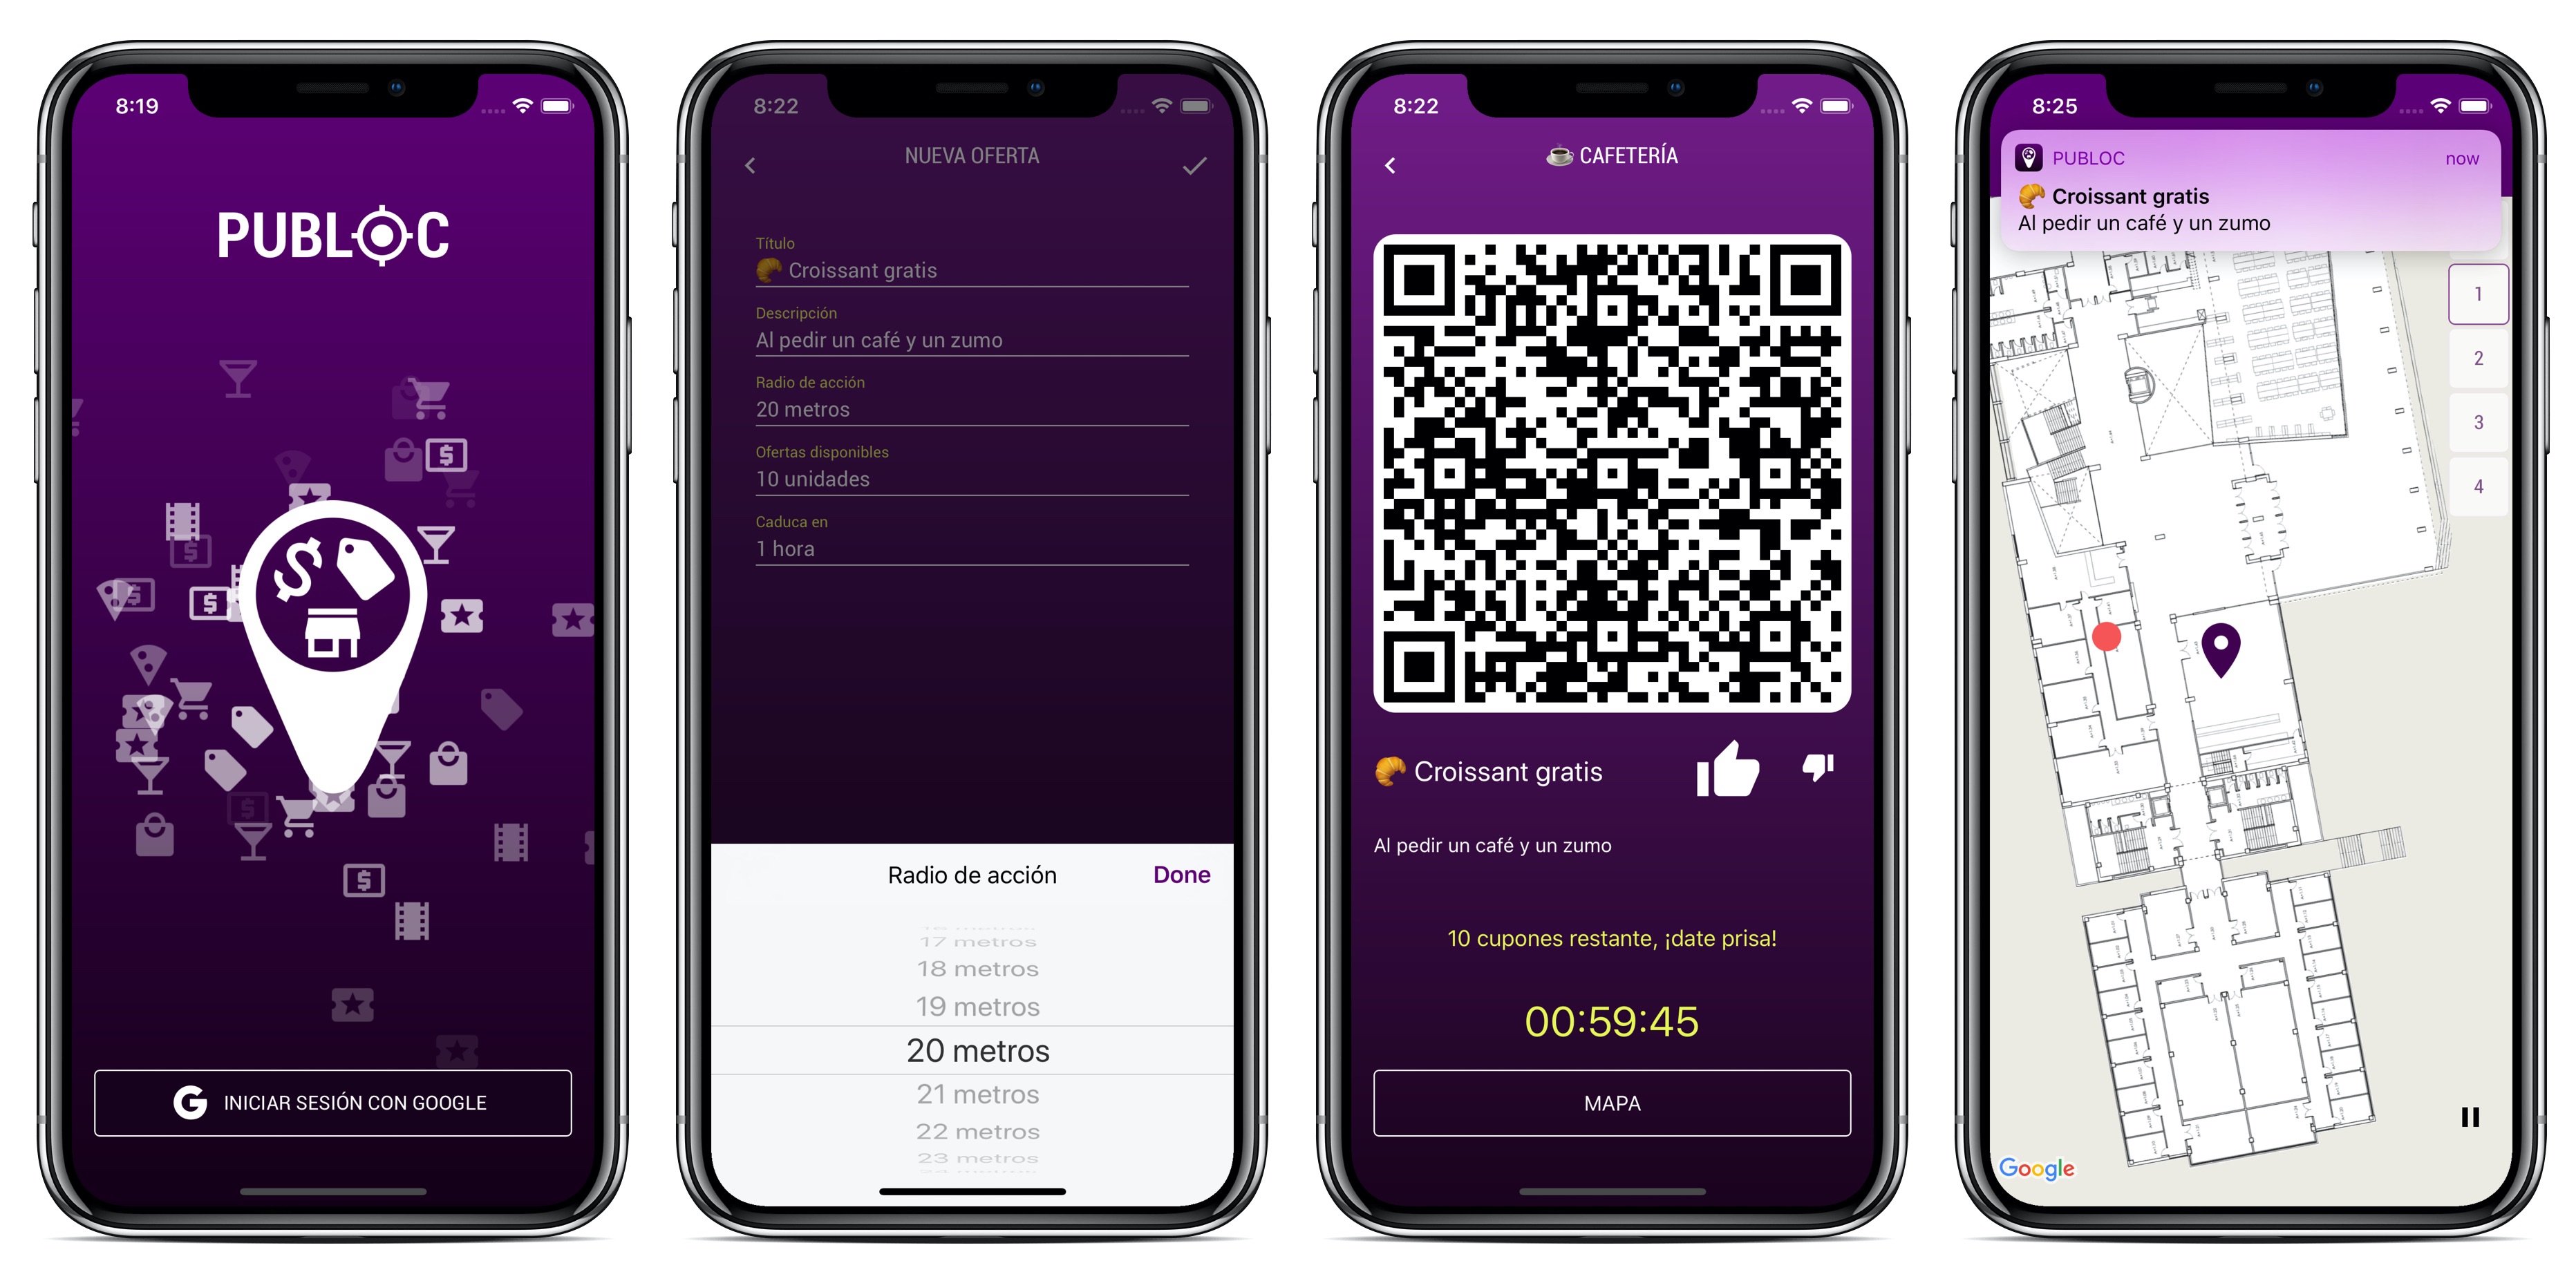 8:19
PUBLOC
INICIAR SESIÓN CON GOOGLE
8:22
NUEVA OFERTA
Título
🥐 Croissant gratis
Descripción
Al pedir un café y un zumo
Radio de acción
20 metros
Ofertas disponibles
10 unidades
Caduca en
1 hora
Radio de acción
Done
17 metros
18 metros
19 metros
20 metros
21 metros
22 metros
23 metros
8:22
☕ CAFETERÍA
🥐 Croissant gratis
Al pedir un café y un zumo
10 cupones restante, ¡date prisa!
00:59:45
MAPA
8:25
PUBLOC
now
🥐 Croissant gratis
Al pedir un café y un zumo
1
2
3
4
Google